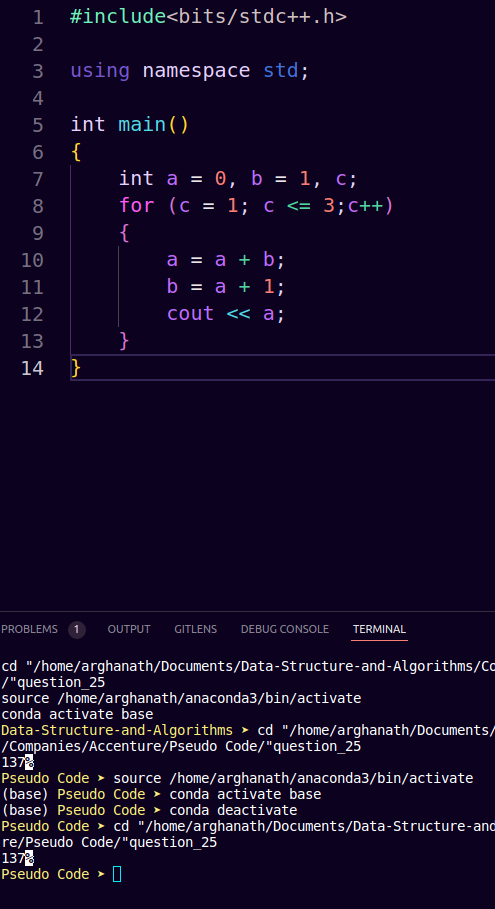 1 #include<bits/stdc++.h>
2
3 using namespace std;
4
5 int main()
6 {
7 int a = 0, b = 1, c;
8 for (c = 1; c <= 3;c++)
9 {
10 a = a + b;
11 b = a + 1;
12 cout << a;
13 }
14 }
PROBLEMS 1 OUTPUT GITLENS DEBUG CONSOLE TERMINAL
cd "/home/arghanath/Documents/Data-Structure-and-Algorithms/Co
/"question_25
source /home/arghanath/anaconda3/bin/activate
conda activate base
Data-Structure-and-Algorithms ➤ cd "/home/arghanath/Documents/
/Companies/Accenture/Pseudo Code/"question_25
137%
Pseudo Code ➤ source /home/arghanath/anaconda3/bin/activate
(base) Pseudo Code ➤ conda activate base
(base) Pseudo Code ➤ conda deactivate
Pseudo Code ➤ cd "/home/arghanath/Documents/Data-Structure-and
re/Pseudo Code/"question_25
137%
Pseudo Code ➤